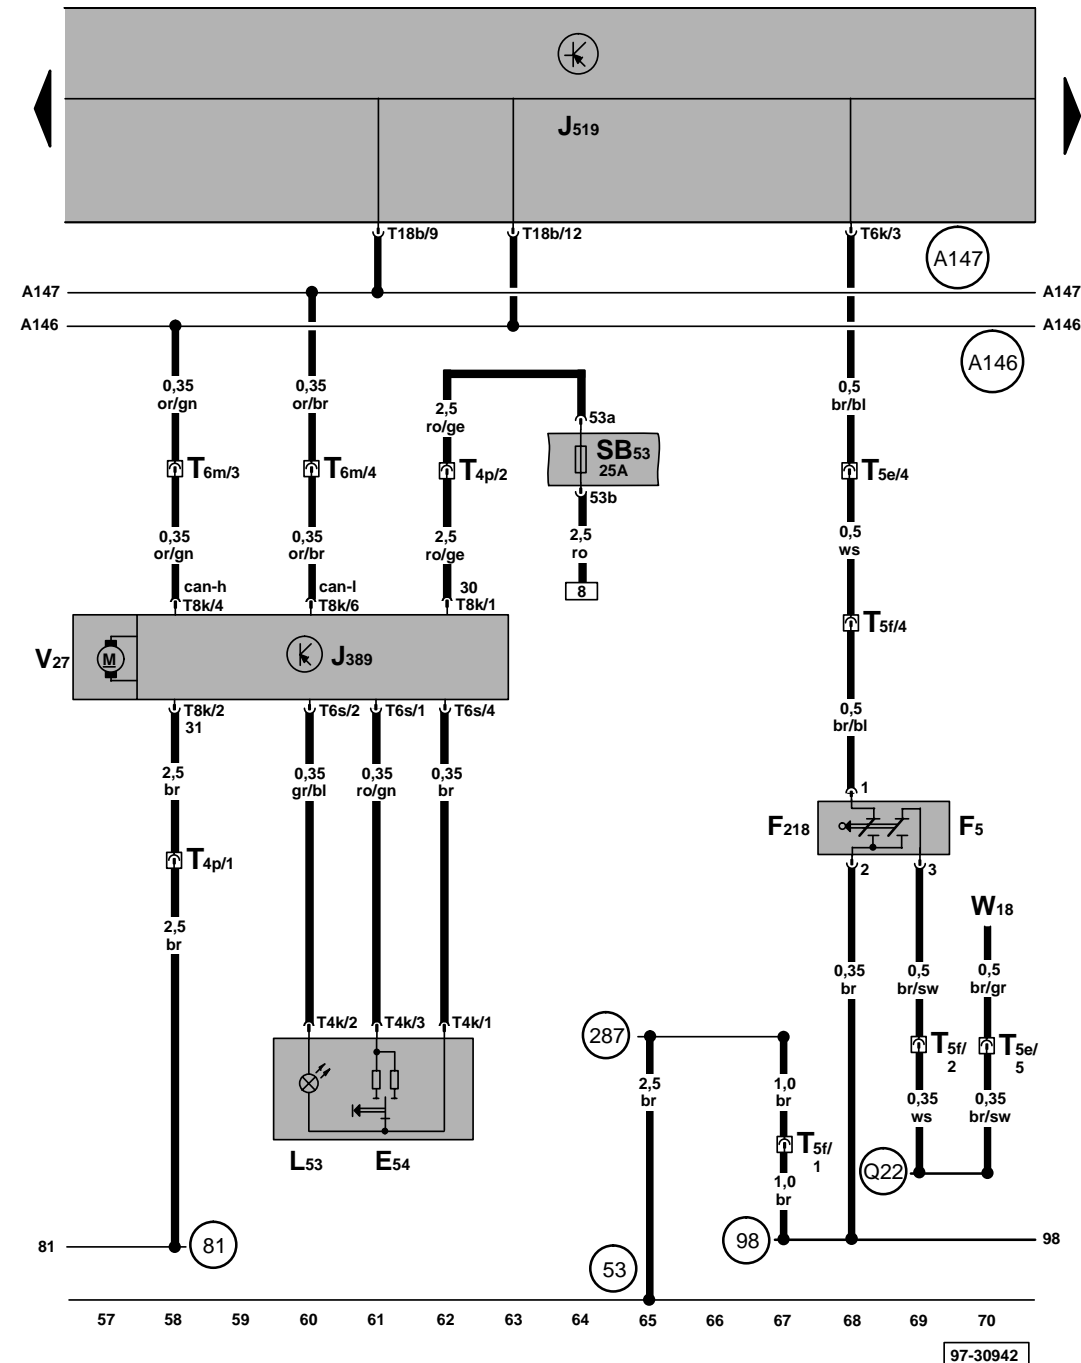 J519
T18b/9 T18b/12 T6k/3
A147
A147 A147
A146 A146
A146
0,35 0,35 0,5
or/gn or/br br/bl
2,5
ro/ge
53a
SB53
25A
T6m/3 T6m/4 T4p/2 T5e/4
53b
0,35 0,35 2,5 2,5 0,5
or/gn or/br ro/ge ro ws
can-h can-l 30 8
T8k/4 T8k/6 T8k/1
T5f/4
V27 M J389
T8k/2 T6s/2 T6s/1 T6s/4 0,5
31 br/bl
2,5 0,35 0,35 0,35
br gr/bl ro/gn br
1
F218 F5
T4p/1 2 3
W18
2,5
br
0,35 0,5 0,5
br br/sw br/gr
T4k/2 T4k/3 T4k/1
287
T5f/2 T5e/5
2,5 1,0 0,35 0,35
br br ws br/sw
T5f/1
L53 E54
Q22
1,0
br
81 81 98 98
53
57 58 59 60 61 62 63 64 65 66 67 68 69 70
97-30942